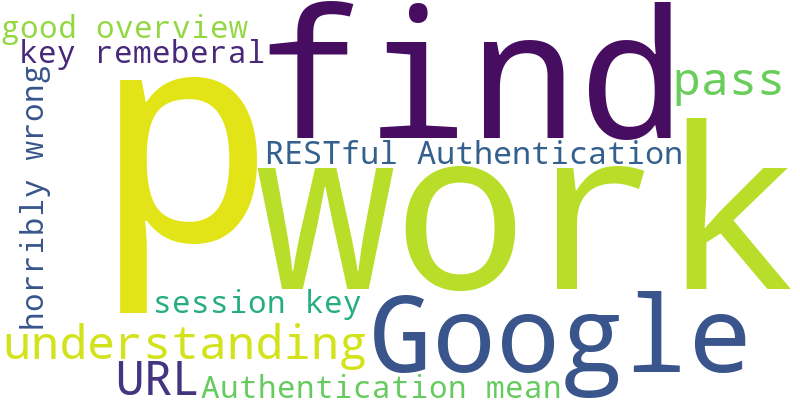 good overview
key remeberal
find
pass
horribly wrong
p
RESTful Authentication
work
session key
understanding
Google
URL
Authentication mean